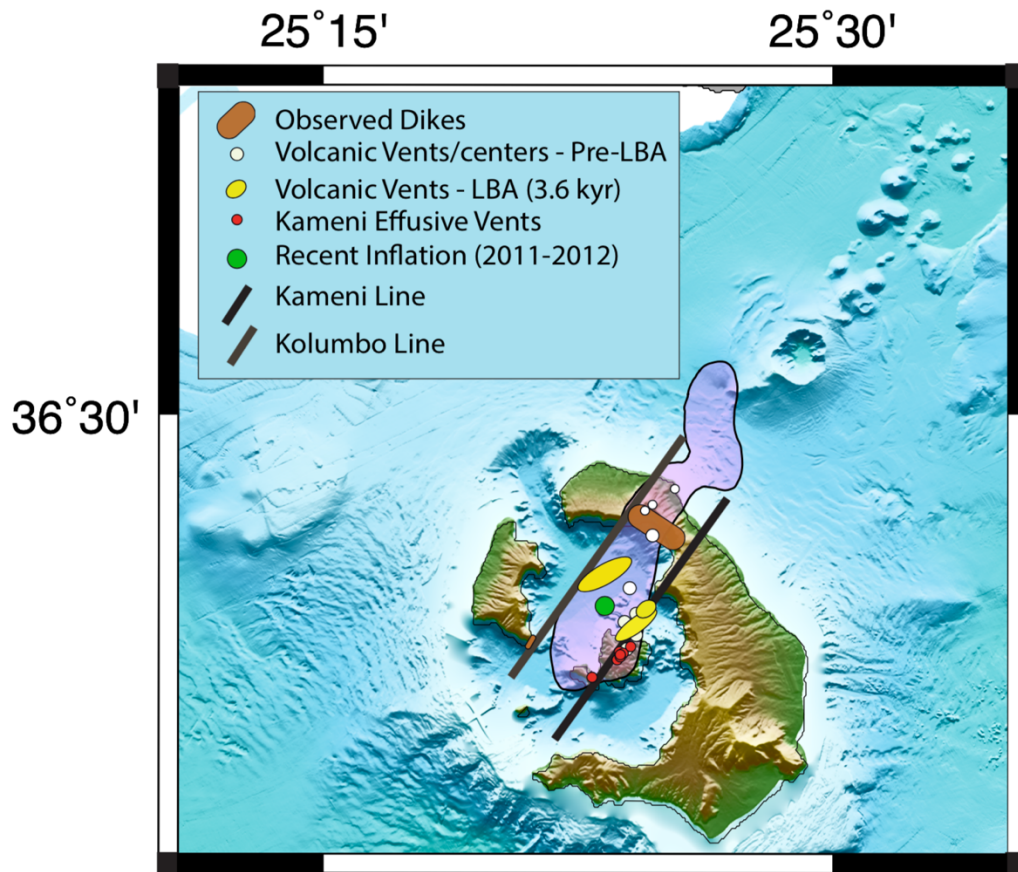 25°15' 25°30'
Observed Dikes
Volcanic Vents/centers - Pre-LBA
Volcanic Vents - LBA (3.6 kyr)
Kameni Effusive Vents
Recent Inflation (2011-2012)
Kameni Line
Kolumbo Line
36°30'